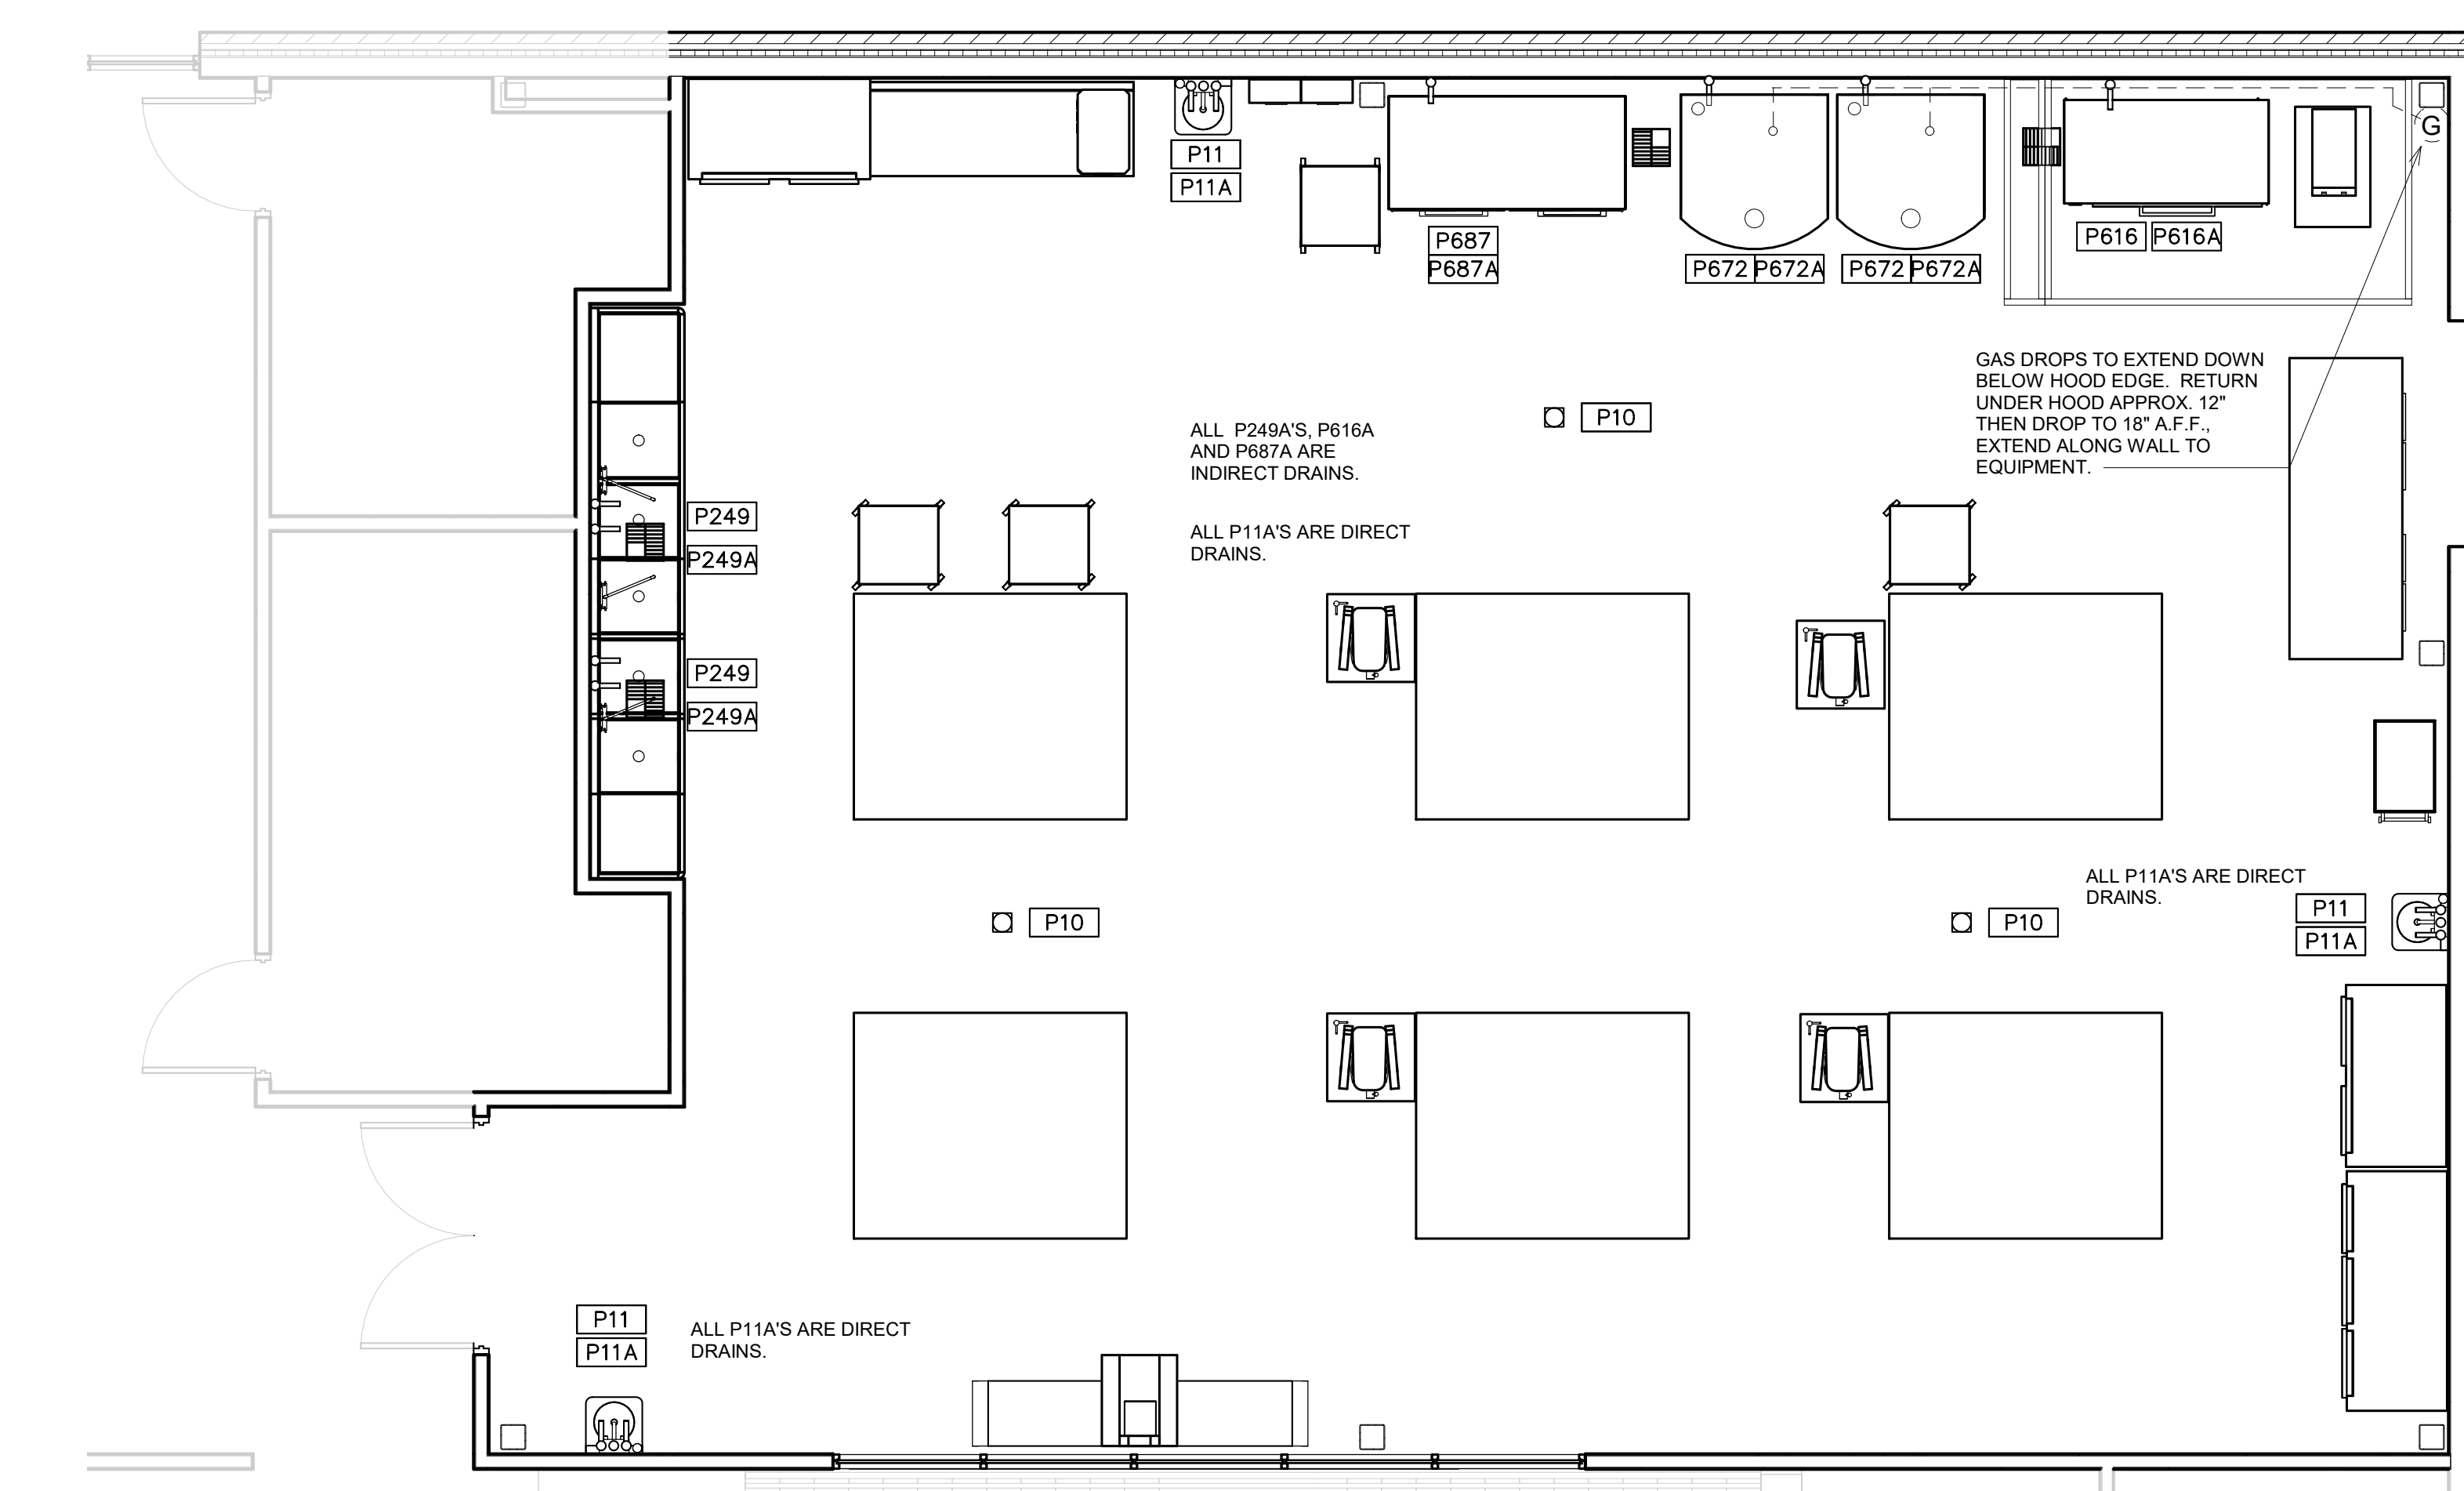 G
P11
P11A
P687
P687A
P672 P672A
P672 P672A
P616 P616A
GAS DROPS TO EXTEND DOWN
BELOW HOOD EDGE. RETURN
UNDER HOOD APPROX. 12"
THEN DROP TO 18" A.F.F.,
EXTEND ALONG WALL TO
EQUIPMENT.
P10
ALL P249A'S, P616A
AND P687A ARE
INDIRECT DRAINS.
ALL P11A'S ARE DIRECT
DRAINS.
P249
P249A
P249
P249A
P10
P10
ALL P11A'S ARE DIRECT
DRAINS.
P11
P11A
P11
P11A
ALL P11A'S ARE DIRECT
DRAINS.